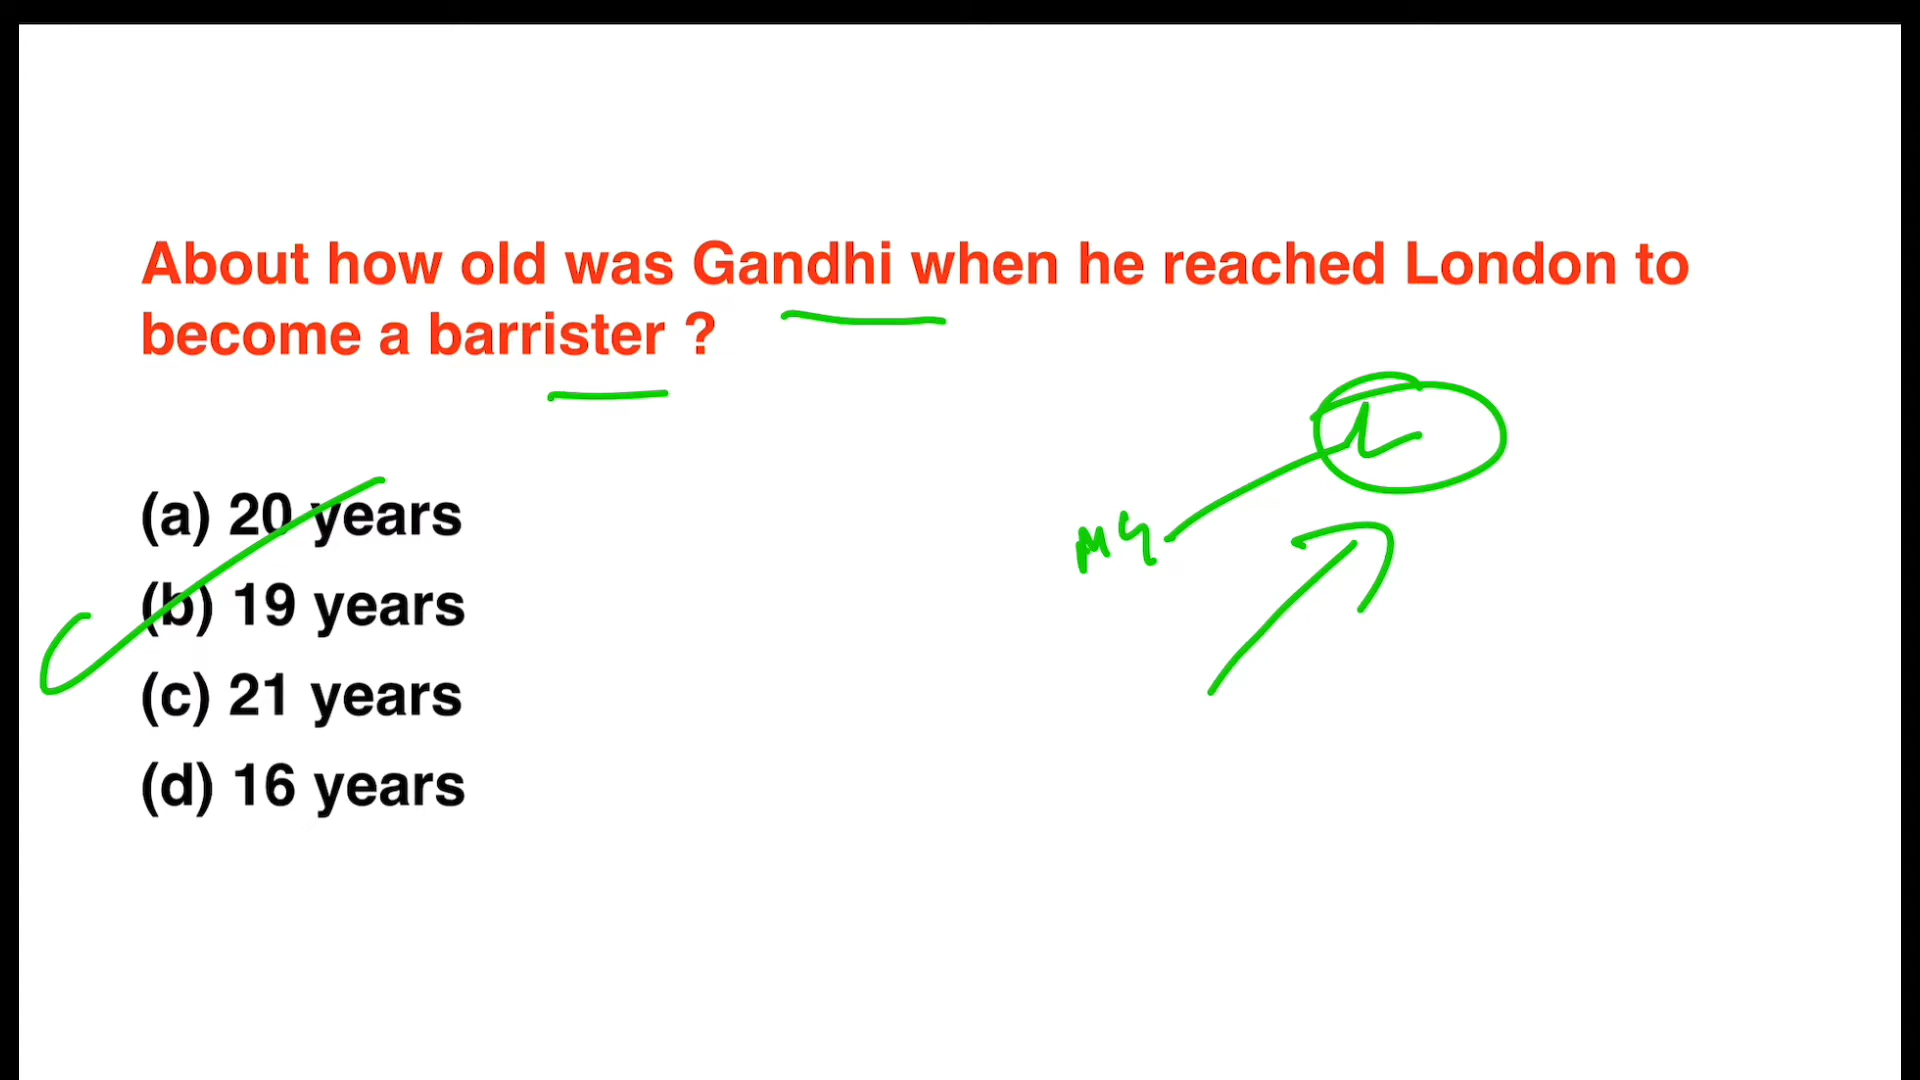 About how old was Gandhi when he reached London to
become a barrister ?
L
MG
(a) 20 years
(b) 19 years
(c) 21 years
(d) 16 years